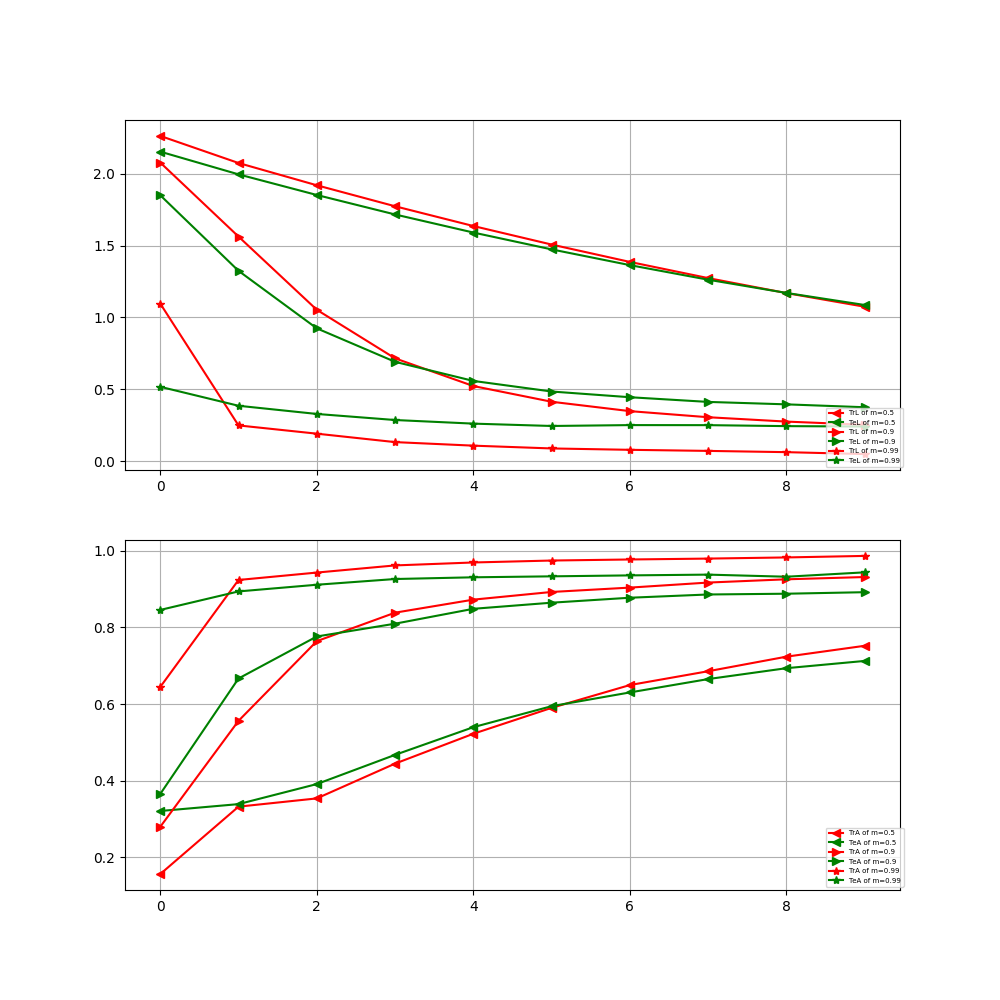 2.0
1.5
1.0
0.5
0.0
0 2 4 6 8
TrL of m=0.5
TeL of m=0.5
TrL of m=0.9
TeL of m=0.9
TrL of m=0.99
TeL of m=0.99
1.0
0.8
0.6
0.4
0.2
0 2 4 6 8
TrA of m=0.5
TeA of m=0.5
TrA of m=0.9
TeA of m=0.9
TrA of m=0.99
TeA of m=0.99